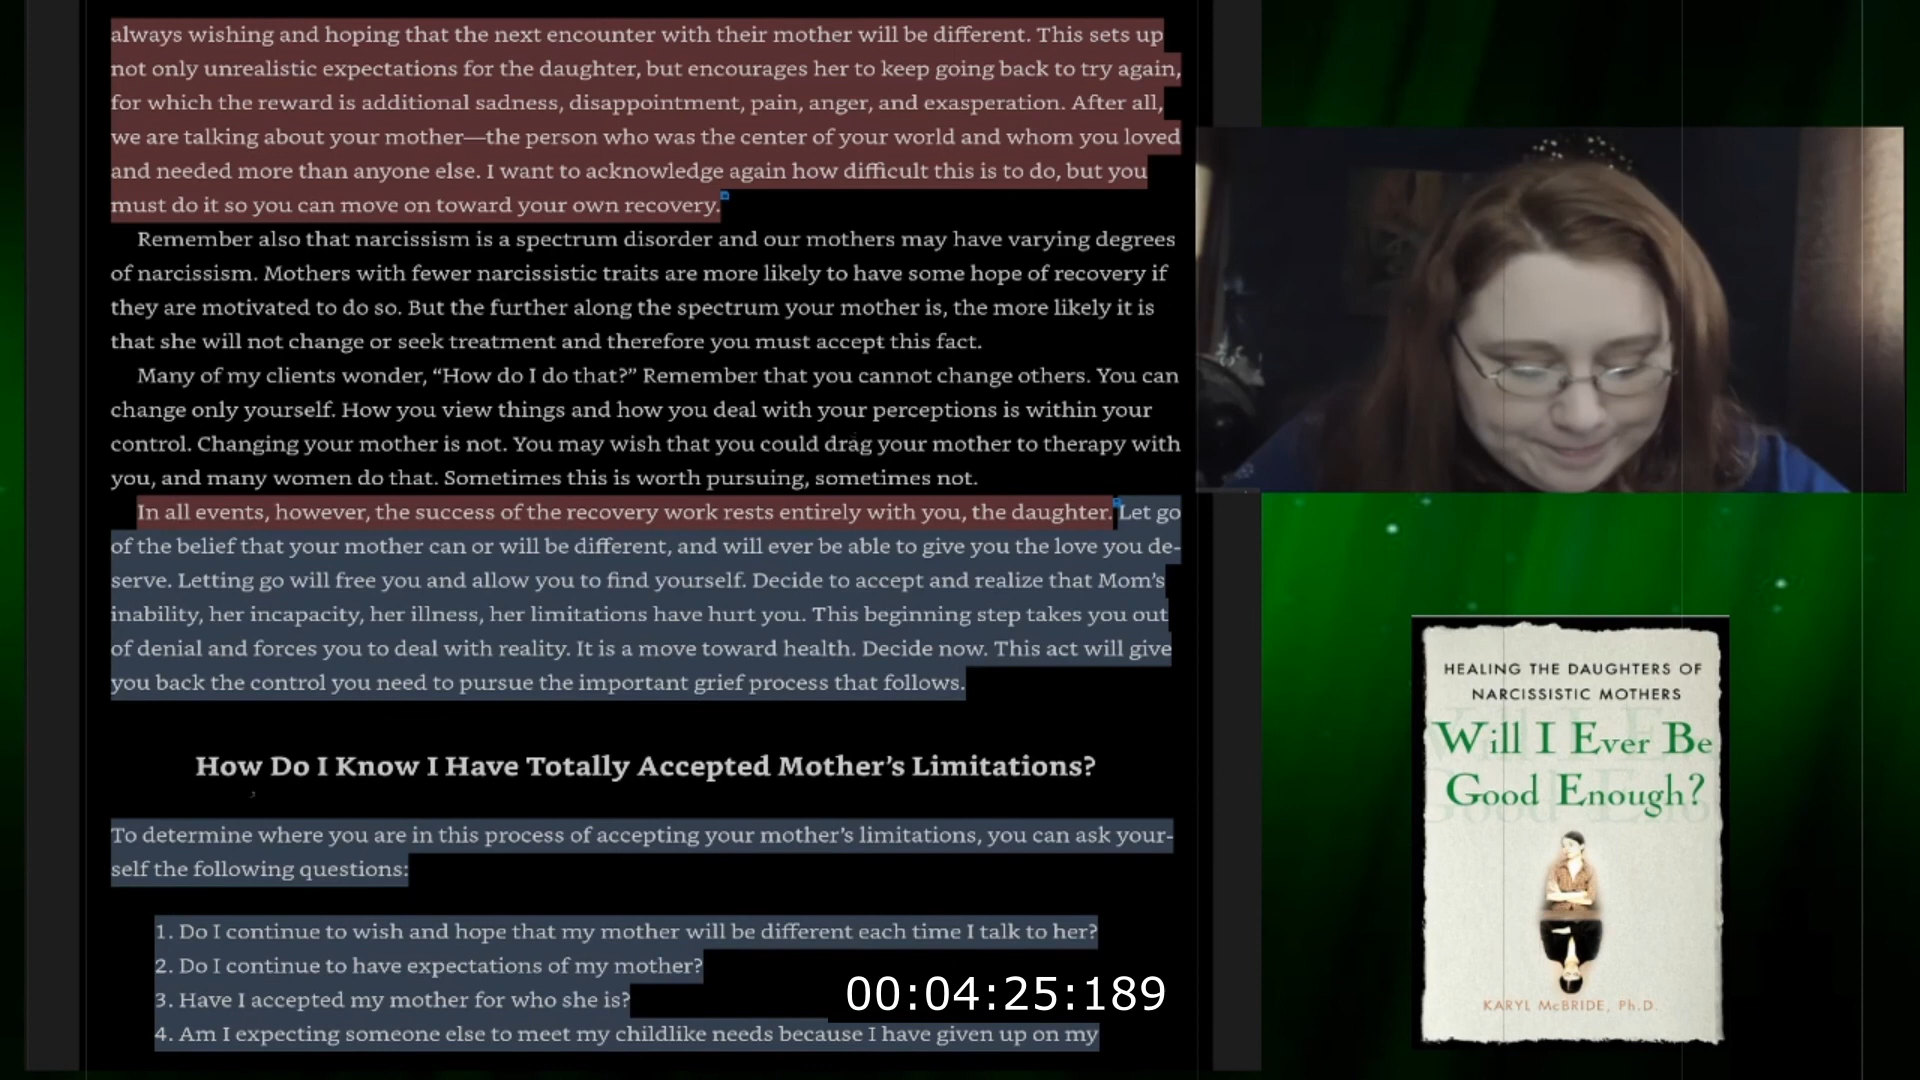 always wishing and hoping that the next encounter with their mother will be different. This sets up
not only unrealistic expectations for the daughter, but encourages her to keep going back to try again,
for which the reward is additional sadness, disappointment, pain, anger, and exasperation. After all,
we are talking about your mother—the person who was the center of your world and whom you loved
and needed more than anyone else. I want to acknowledge again how difficult this is to do, but you
must do it so you can move on toward your own recovery.
Remember also that narcissism is a spectrum disorder and our mothers may have varying degrees
of narcissism. Mothers with fewer narcissistic traits are more likely to have some hope of recovery if
they are motivated to do so. But the further along the spectrum your mother is, the more likely it is
that she will not change or seek treatment and therefore you must accept this fact.
Many of my clients wonder, “How do I do that?” Remember that you cannot change others. You can
change only yourself. How you view things and how you deal with your perceptions is within your
control. Changing your mother is not. You may wish that you could drag your mother to therapy with
you, and many women do that. Sometimes this is worth pursuing, sometimes not.
In all events, however, the success of the recovery work rests entirely with you, the daughter. Let go
of the belief that your mother can or will be different, and will ever be able to give you the love you de-
serve. Letting go will free you and allow you to find yourself. Decide to accept and realize that Mom’s
inability, her incapacity, her illness, her limitations have hurt you. This beginning step takes you out
of denial and forces you to deal with reality. It is a move toward health. Decide now. This act will give
you back the control you need to pursue the important grief process that follows.
How Do I Know I Have Totally Accepted Mother’s Limitations?
To determine where you are in this process of accepting your mother’s limitations, you can ask your-
self the following questions:
1. Do I continue to wish and hope that my mother will be different each time I talk to her?
2. Do I continue to have expectations of my mother?
3. Have I accepted my mother for who she is?
4. Am I expecting someone else to meet my childlike needs because I have given up on my
00:04:25:189
HEALING THE DAUGHTERS OF
NARCISSISTIC MOTHERS
Will I Ever Be
Good Enough?
KARYL McBRIDE, Ph.D.